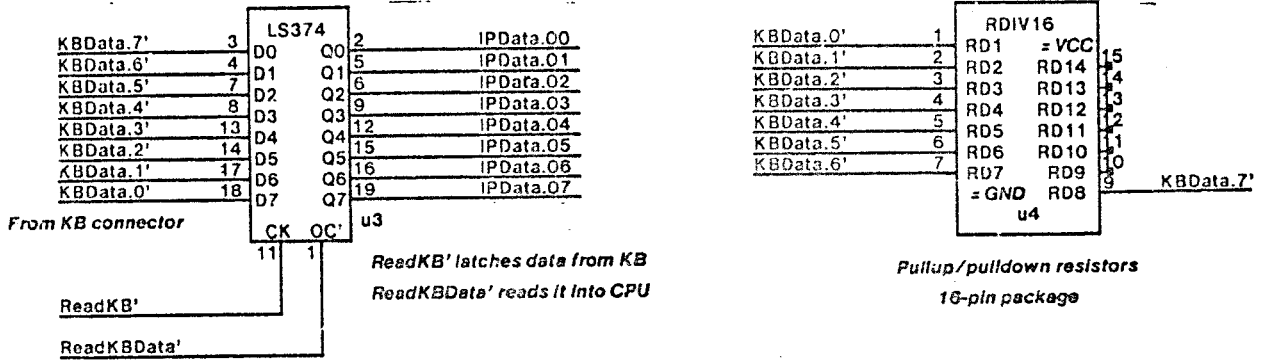 LS374
KBData.7' 3 D0 Q0 2 IPData.00
KBData.6' 4 D1 Q1 5 IPData.01
KBData.5' 7 D2 Q2 6 IPData.02
KBData.4' 8 D3 Q3 9 IPData.03
KBData.3' 13 D4 Q4 12 IPData.04
KBData.2' 14 D5 Q5 15 IPData.05
KBData.1' 17 D6 Q6 16 IPData.06
KBData.0' 18 D7 Q7 19 IPData.07
From KB connector
CK OC' u3
11 1
ReadKB' latches data from KB
ReadKBData' reads it into CPU
ReadKB'
ReadKBData'
RDIV16
= VCC
KBData.0' 1 RD1
KBData.1' 2 RD2 RD14 15
KBData.2' 3 RD3 RD13 14
KBData.3' 4 RD4 RD12 13
KBData.4' 5 RD5 RD11 12
KBData.5' 6 RD6 RD10 11
KBData.6' 7 RD7 RD9 10
= GND RD8 9 KBData.7'
u4
Pullup/pulldown resistors
16-pin package